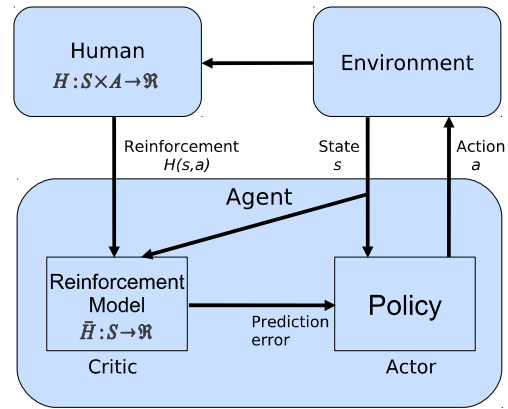 Human
H : S × A → ℜ
Environment
Reinforcement
H(s,a)
State
s
Action
a
Agent
Reinforcement
Model
H̄ : S → ℜ
Policy
Prediction
error
Critic
Actor